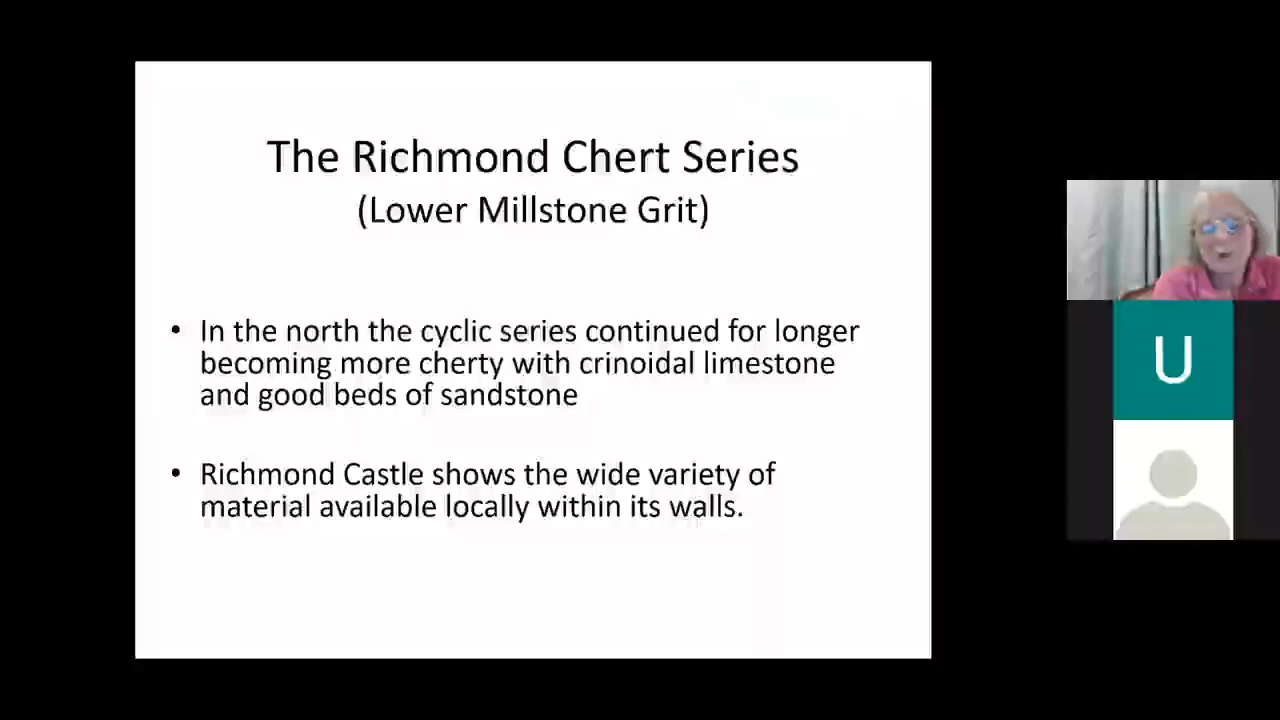 The Richmond Chert Series
(Lower Millstone Grit)
• In the north the cyclic series continued for longer
becoming more cherty with crinoidal limestone
and good beds of sandstone
• Richmond Castle shows the wide variety of
material available locally within its walls.
U